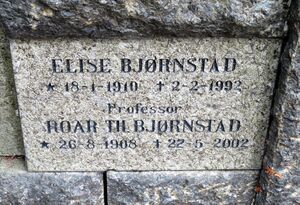 ELISE BJØRNSTAD
★ 18-1-1910 ✝ 2-2-1992
Professor
ROAR TH. BJØRNSTAD
★ 26-8-1908 ✝ 22-5-2002